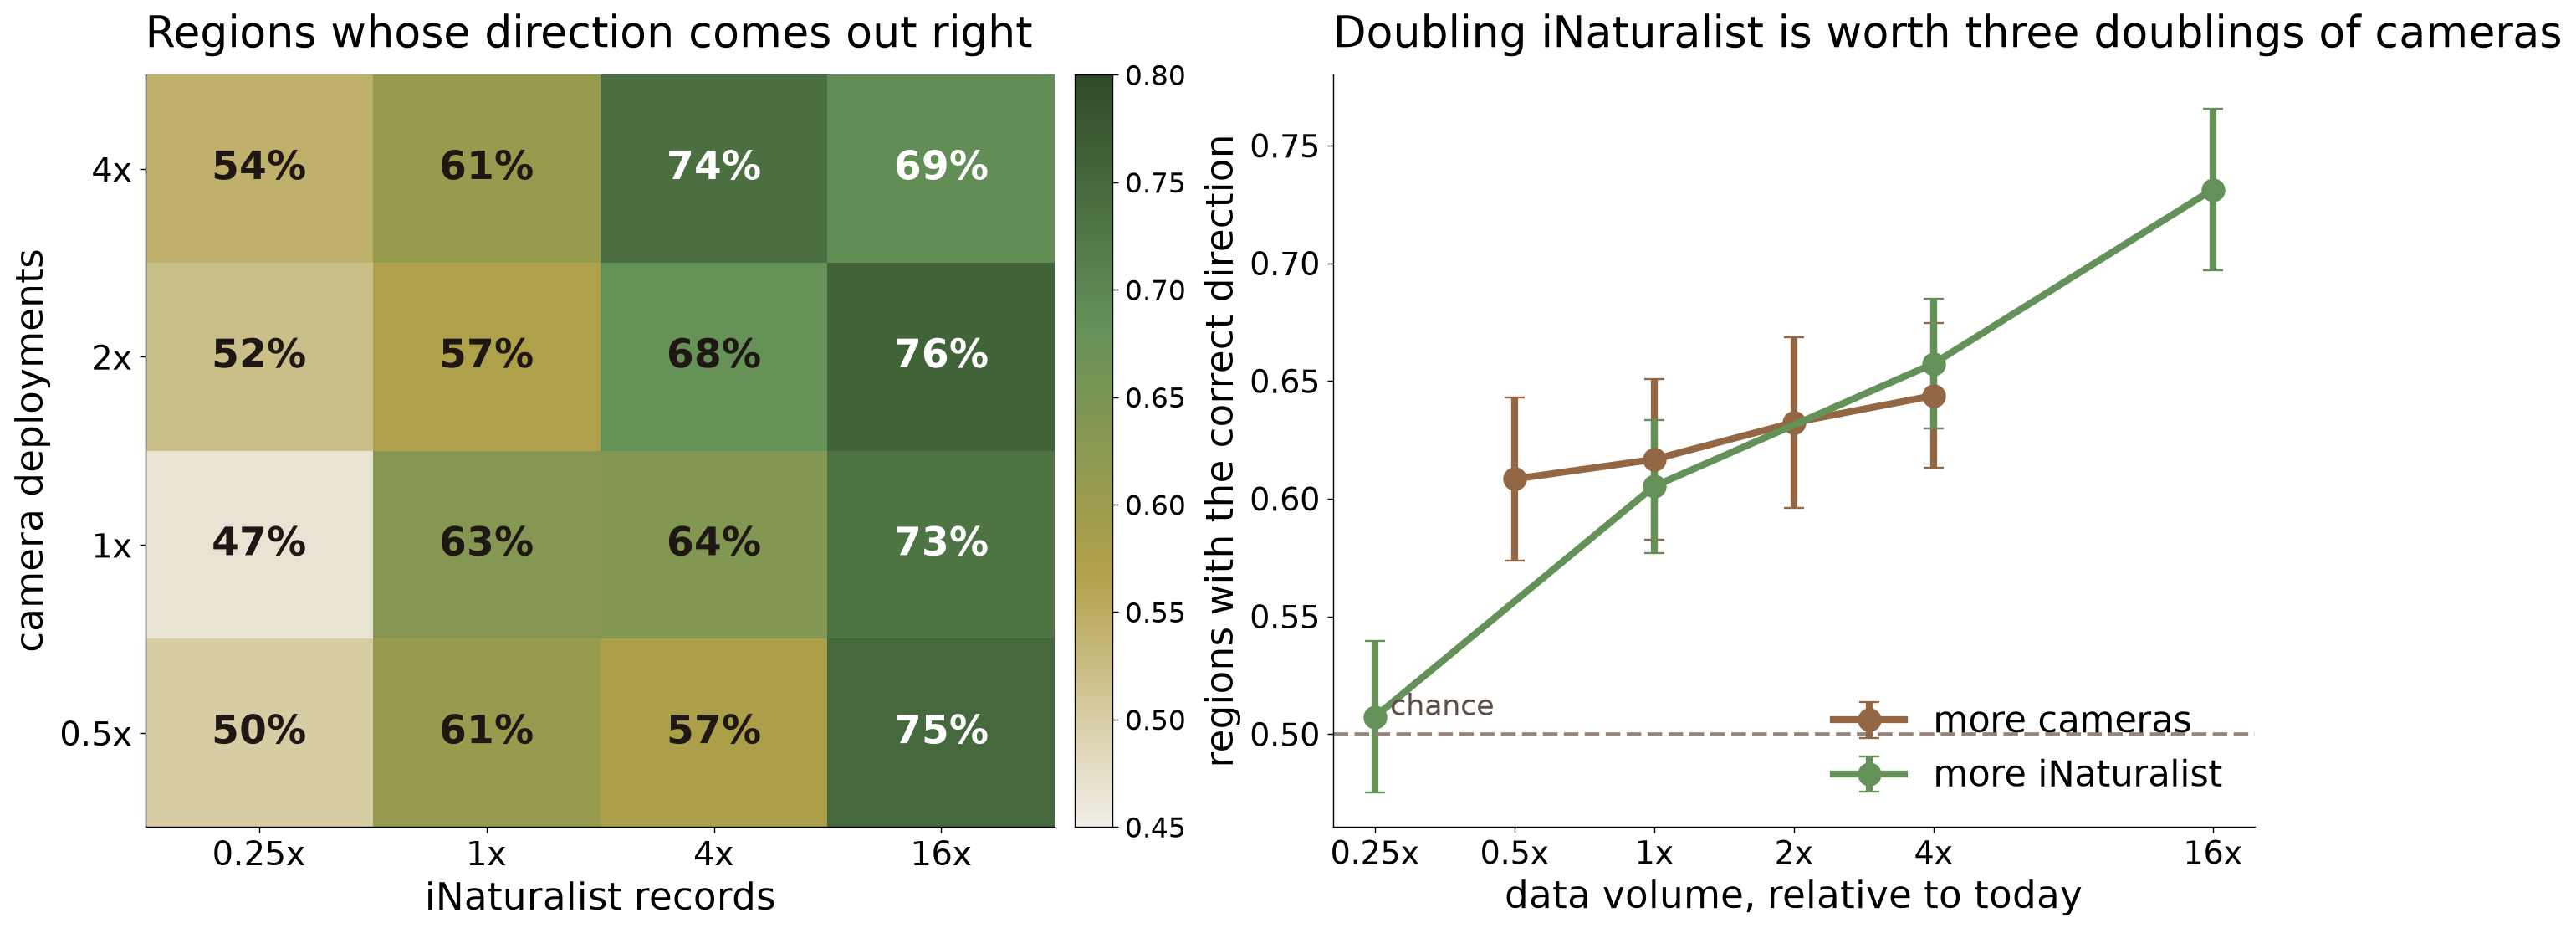 Regions whose direction comes out right
camera deployments
4x
2x
1x
0.5x
54% 61% 74% 69%
52% 57% 68% 76%
47% 63% 64% 73%
50% 61% 57% 75%
0.25x 1x 4x 16x
iNaturalist records
0.80
0.75
0.70
0.65
0.60
0.55
0.50
0.45
Doubling iNaturalist is worth three doublings of cameras
regions with the correct direction
0.75
0.70
0.65
0.60
0.55
0.50
chance
more cameras
more iNaturalist
0.25x 0.5x 1x 2x 4x 16x
data volume, relative to today